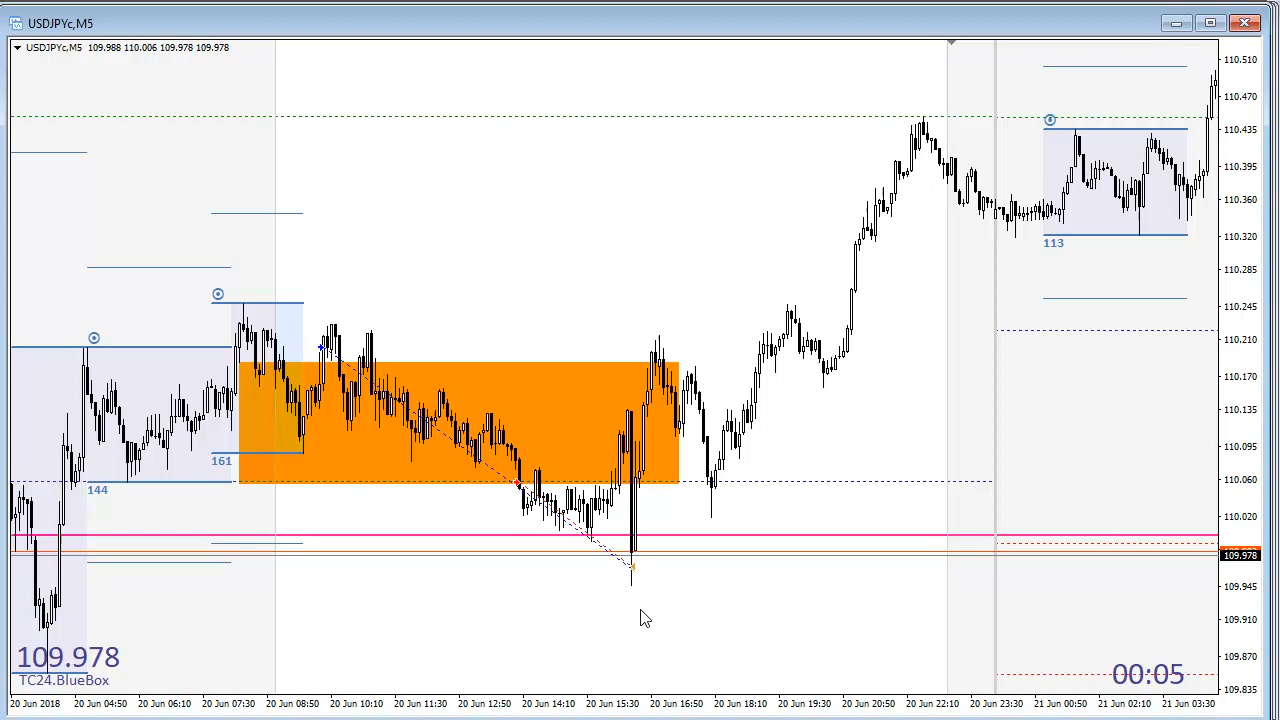 USDJPYc,M5
USDJPYc,M5 109.988 110.006 109.978 109.978
110.510
110.470
110.435
110.395
110.360
110.320
110.285
110.245
110.210
110.170
110.135
110.095
110.060
110.020
109.978
109.945
109.910
109.870
109.835
113
161
144
109.978
TC24.BlueBox
00:05
20 Jun 2018
20 Jun 04:50
20 Jun 06:10
20 Jun 07:30
20 Jun 08:50
20 Jun 10:10
20 Jun 11:30
20 Jun 12:50
20 Jun 14:10
20 Jun 15:30
20 Jun 16:50
20 Jun 18:10
20 Jun 19:30
20 Jun 20:50
20 Jun 22:10
20 Jun 23:30
21 Jun 00:50
21 Jun 02:10
21 Jun 03:30